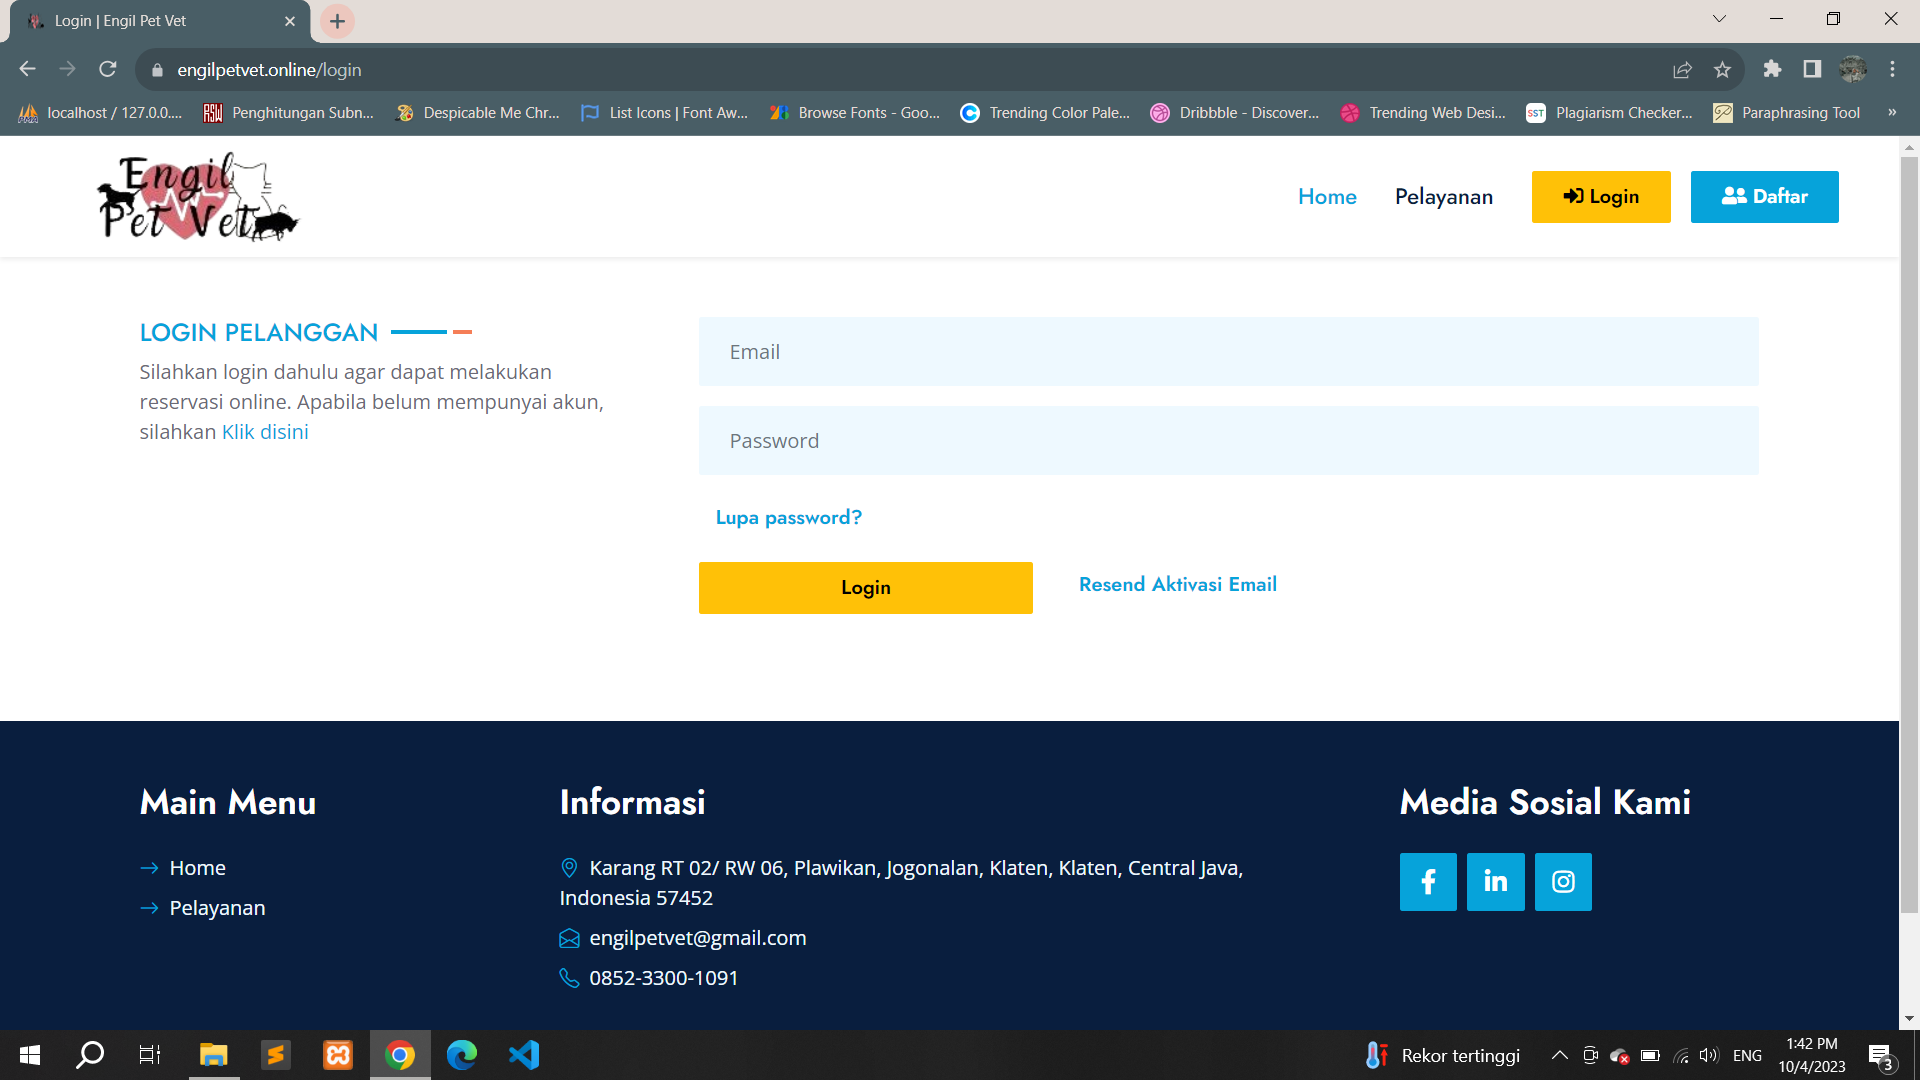 Login | Engil Pet Vet
engilpetvet.online/login
localhost / 127.0.0....
Penghitungan Subn...
Despicable Me Chr...
List Icons | Font Aw...
Browse Fonts - Goo...
Trending Color Pale...
Dribbble - Discover...
Trending Web Desi...
SST
Plagiarism Checker...
Paraphrasing Tool
»
Engil
Pet Vet
Home
Pelayanan
Login
Daftar
LOGIN PELANGGAN
Silahkan login dahulu agar dapat melakukan
reservasi online. Apabila belum mempunyai akun,
silahkan Klik disini
Email
Password
Lupa password?
Login
Resend Aktivasi Email
Main Menu
Home
Pelayanan
Informasi
Karang RT 02/ RW 06, Plawikan, Jogonalan, Klaten, Klaten, Central Java,
Indonesia 57452
engilpetvet@gmail.com
0852-3300-1091
Media Sosial Kami
Rekor tertinggi
ENG
1:42 PM
10/4/2023
3